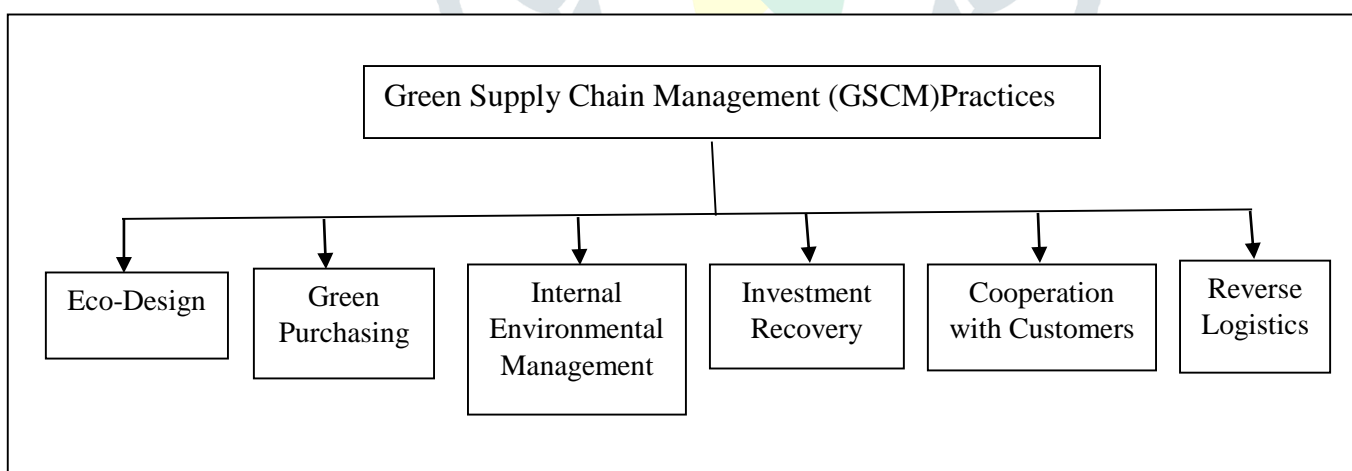 Green Supply Chain Management (GSCM)Practices
Eco-Design
Green
Purchasing
Internal
Environmental
Management
Investment
Recovery
Cooperation
with Customers
Reverse
Logistics